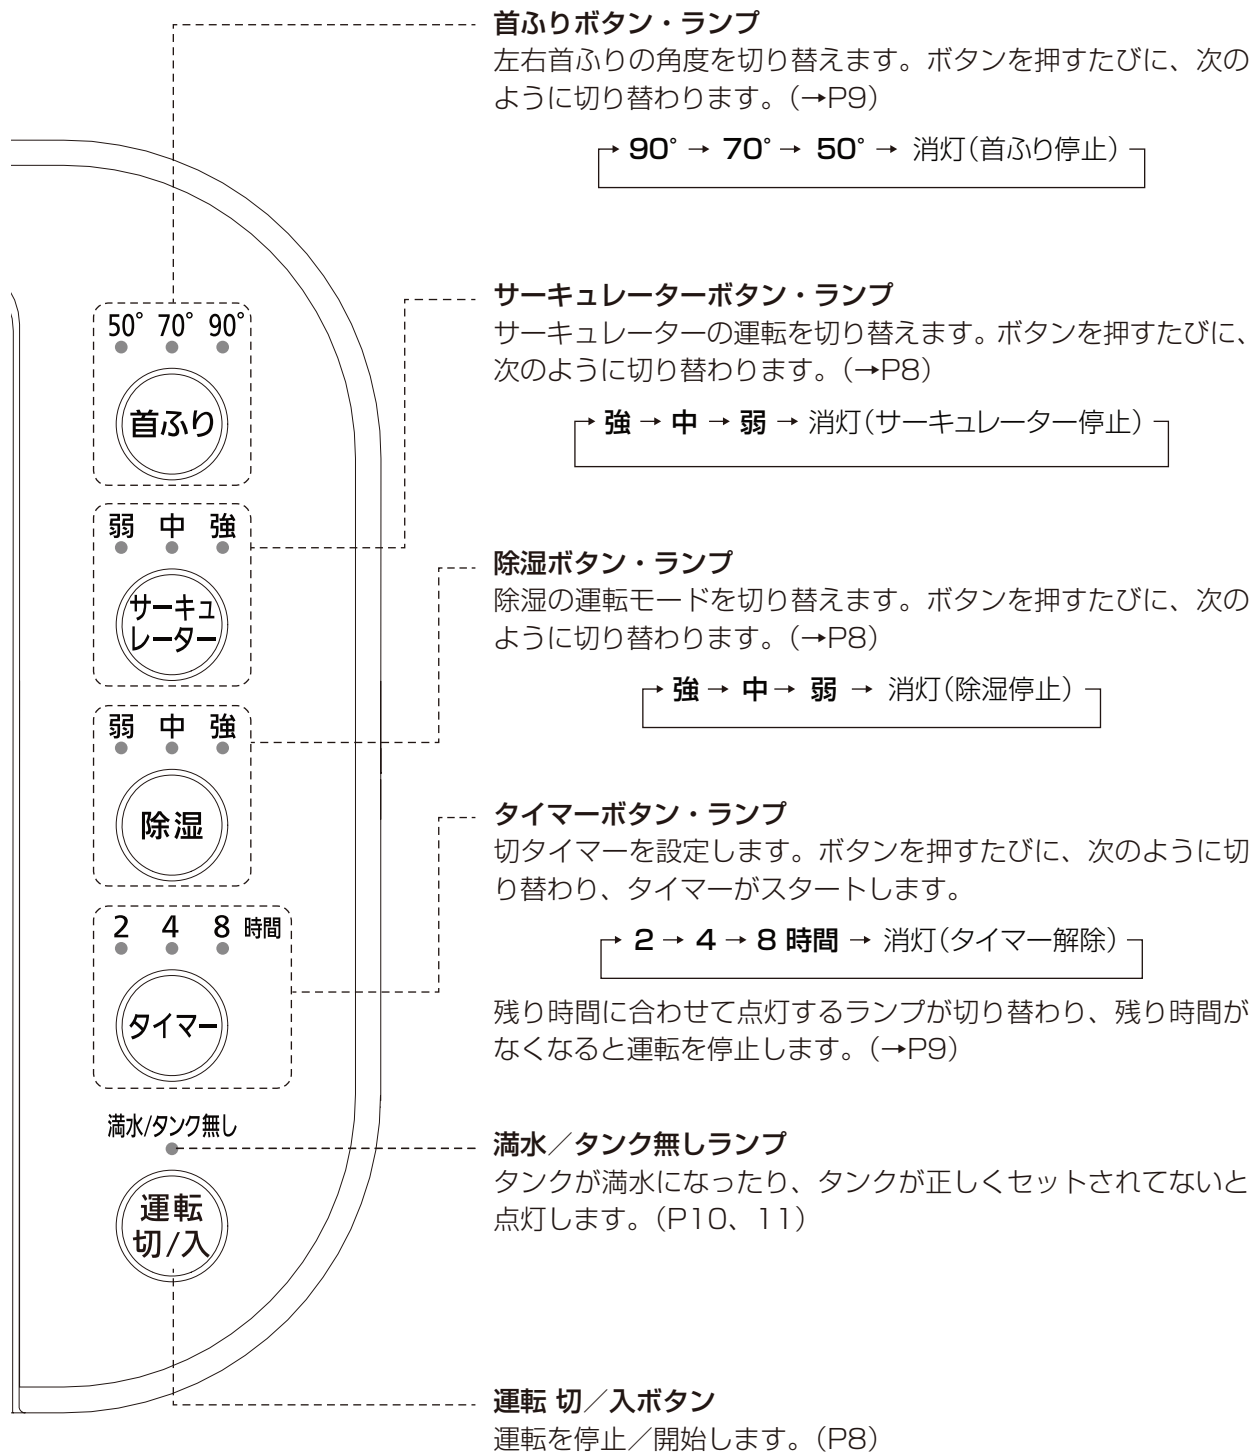 首ふりボタン・ランプ
左右首ふりの角度を切り替えます。ボタンを押すたびに、次の
ように切り替わります。（→P9）
→ 90° → 70° → 50° → 消灯（首ふり停止）
サーキュレーターボタン・ランプ
サーキュレーターの運転を切り替えます。ボタンを押すたびに、
次のように切り替わります。（→P8）
→ 強 → 中 → 弱 → 消灯（サーキュレーター停止）
除湿ボタン・ランプ
除湿の運転モードを切り替えます。ボタンを押すたびに、次の
ように切り替わります。（→P8）
→ 強 → 中 → 弱 → 消灯（除湿停止）
タイマーボタン・ランプ
切タイマーを設定します。ボタンを押すたびに、次のように切
り替わり、タイマーがスタートします。
→ 2 → 4 → 8 時間 → 消灯（タイマー解除）
残り時間に合わせて点灯するランプが切り替わり、残り時間が
なくなると運転を停止します。（→P9）
満水／タンク無しランプ
タンクが満水になったり、タンクが正しくセットされてないと
点灯します。（P10、11）
運転 切／入ボタン
運転を停止／開始します。（P8）
50° 70° 90°
首ふり
弱 中 強
サーキュ
レーター
弱 中 強
除湿
2 4 8 時間
タイマー
満水/タンク無し
運転
切/入